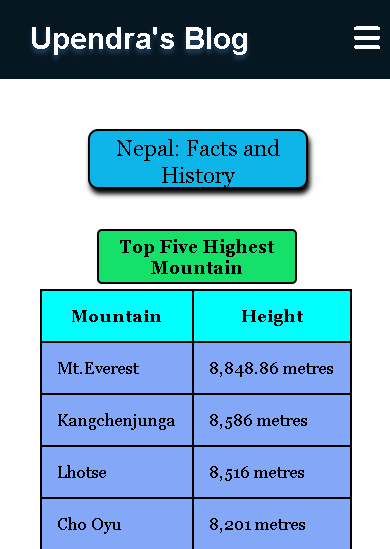 Upendra's Blog
Nepal: Facts and
History
Top Five Highest
Mountain
Mountain Height
Mt.Everest 8,848.86 metres
Kangchenjunga 8,586 metres
Lhotse 8,516 metres
Cho Oyu 8,201 metres